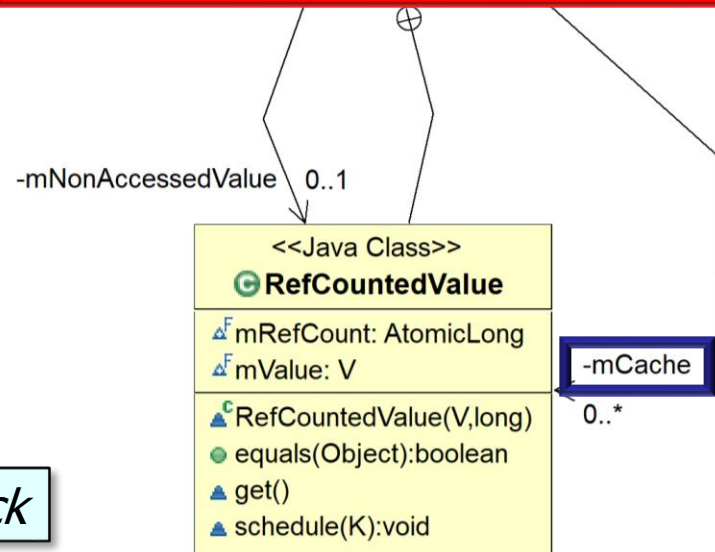 -mNonAccessedValue 0..1
<<Java Class>>
C RefCountedValue
F mRefCount: AtomicLong
F mValue: V
-mCache
0..*
C RefCountedValue(V,long)
equals(Object):boolean
get()
schedule(K):void
ck